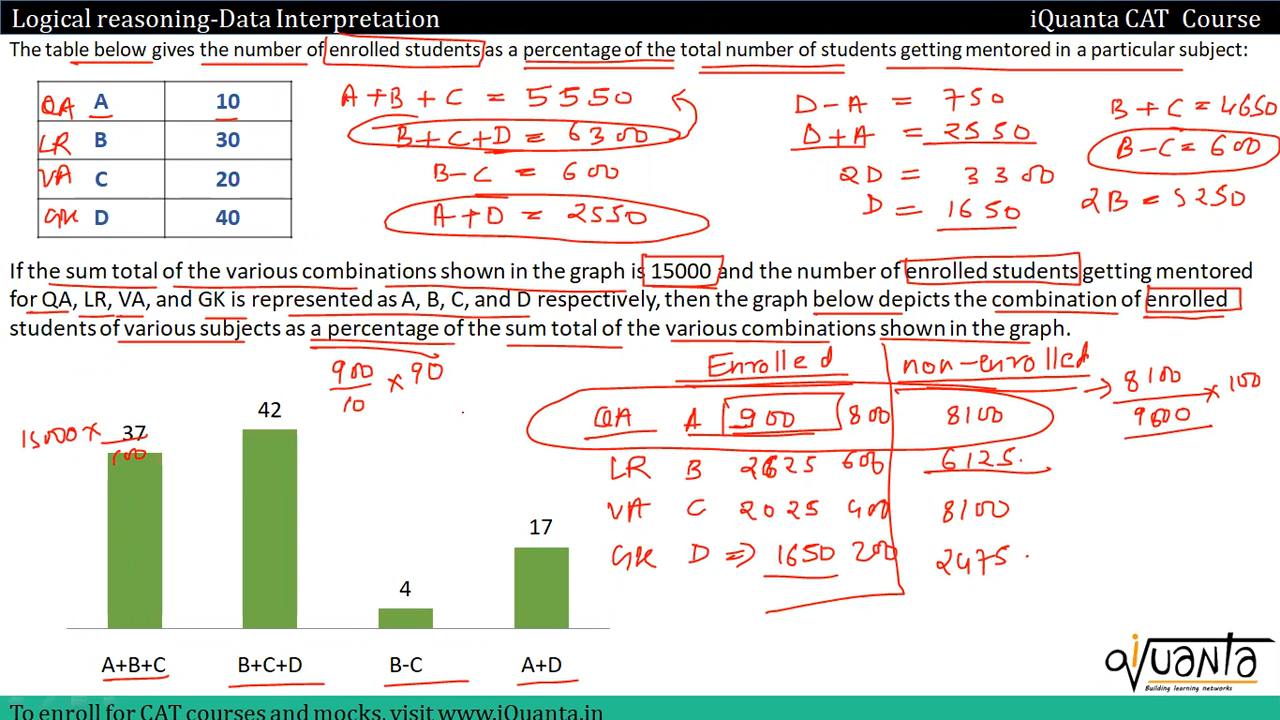 Logical reasoning-Data Interpretation
iQuanta CAT Course
The table below gives the number of enrolled students as a percentage of the total number of students getting mentored in a particular subject:
QA A 10
LR B 30
VA C 20
GK D 40
A+B+C = 5550
B+C+D = 6300
B-C = 600
A+D = 2550
D-A = 750
D+A = 2550
2D = 3300
D = 1650
B+C = 4650
B-C = 600
2B = 5250
If the sum total of the various combinations shown in the graph is 15000 and the number of enrolled students getting mentored
for QA, LR, VA, and GK is represented as A, B, C, and D respectively, then the graph below depicts the combination of enrolled
students of various subjects as a percentage of the sum total of the various combinations shown in the graph.
900/10 × 90
Enrolled non-enrolled
QA A 900 800 8100
LR B 2625 600 6125
VA C 2025 400 8100
GK D ⇒ 1650 200 2475
→ 8100/9600 × 100
15000 × 37/100
42
4
17
A+B+C B+C+D B-C A+D
iQuanta
Building learning networks
To enroll for CAT courses and mocks, visit www.iQuanta.in